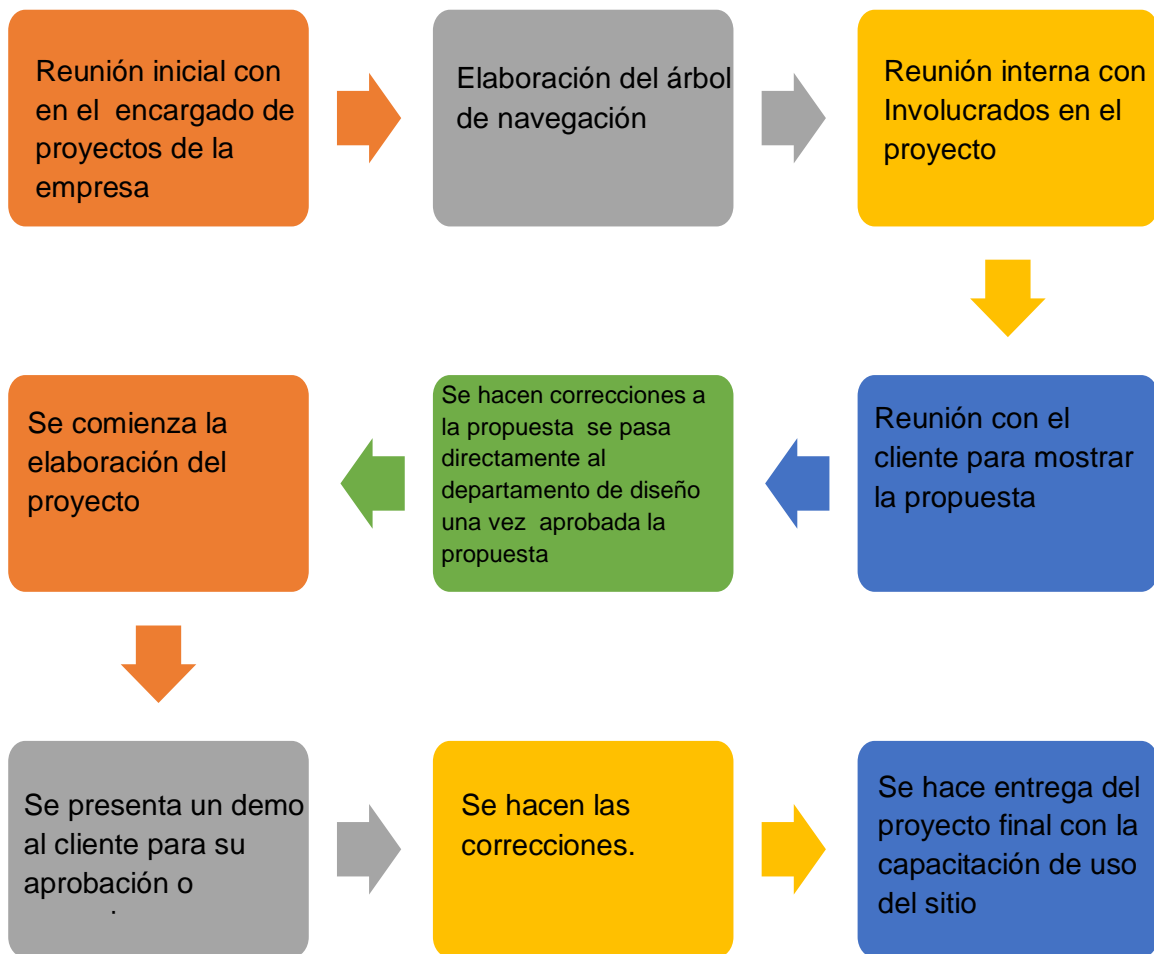 Reunión inicial con
en el  encargado de
proyectos de la
empresa
Elaboración del árbol
de navegación
Reunión interna con
Involucrados en el
proyecto
Reunión con el
cliente para mostrar
la propuesta
Se hacen correcciones a
la propuesta  se pasa
directamente al
departamento de diseño
una vez  aprobada la
propuesta
Se comienza la
elaboración del
proyecto
Se presenta un demo
al cliente para su
aprobación o
Se hacen las
correcciones.
Se hace entrega del
proyecto final con la
capacitación de uso
del sitio